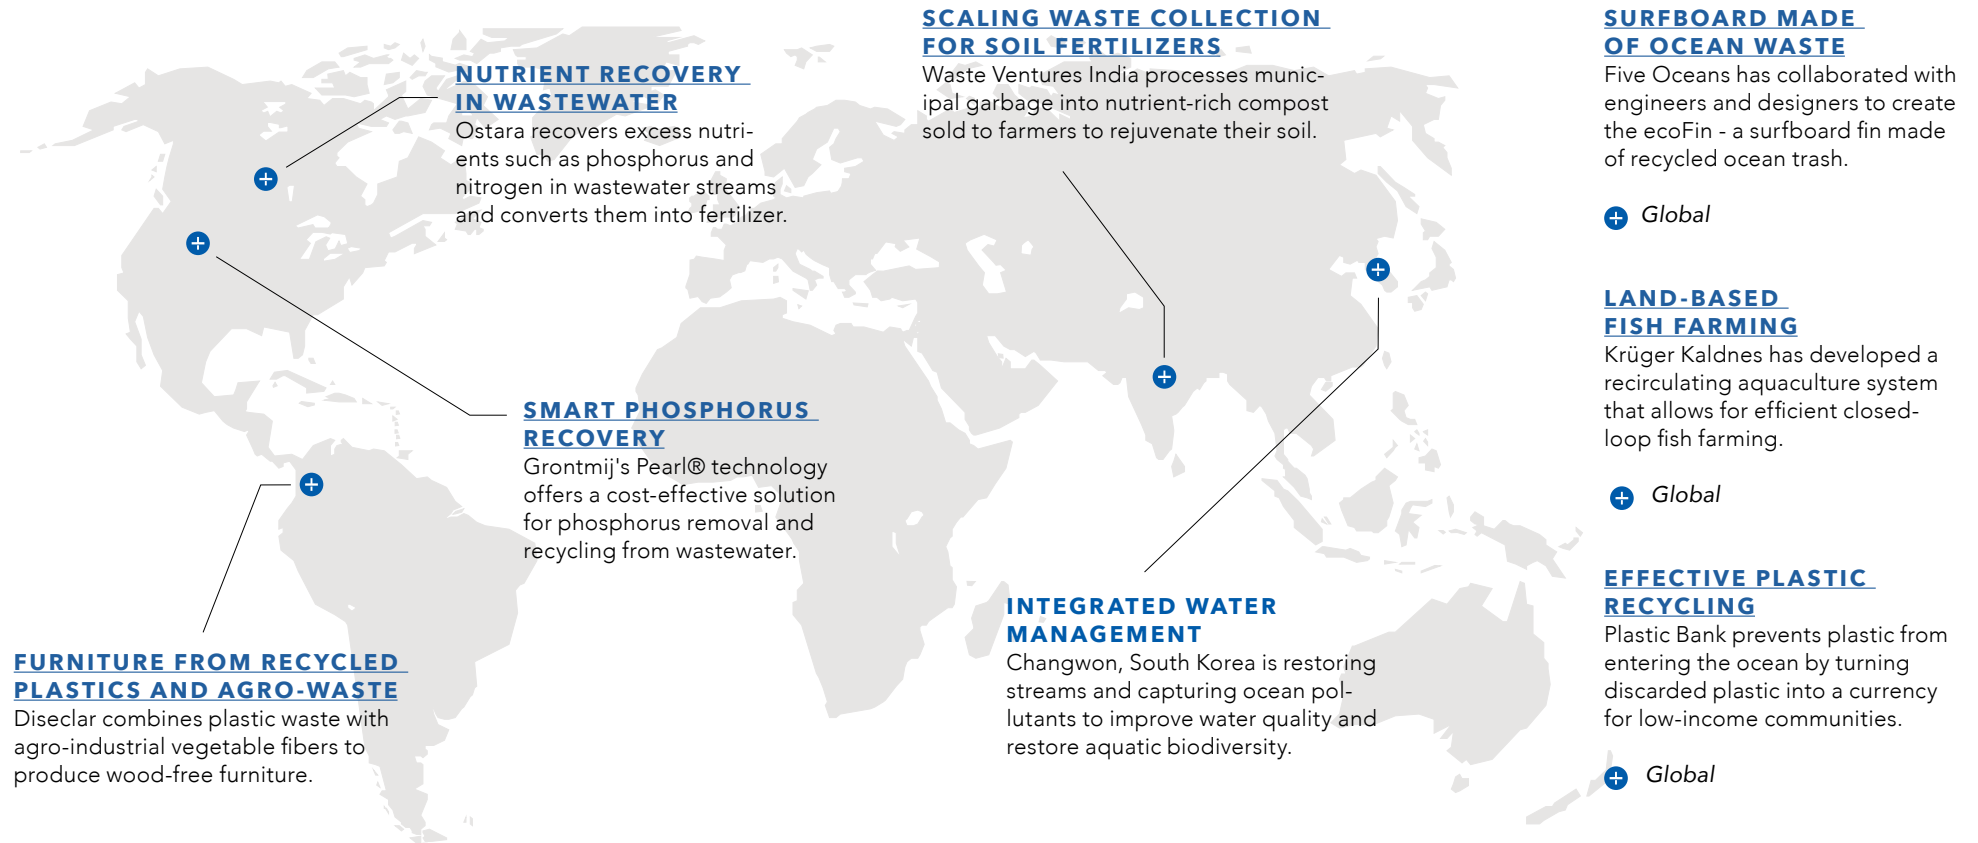 NUTRIENT RECOVERY
IN WASTEWATER
Ostara recovers excess nutri-
ents such as phosphorus and
nitrogen in wastewater streams
and converts them into fertilizer.
SCALING WASTE COLLECTION
FOR SOIL FERTILIZERS
Waste Ventures India processes munic-
ipal garbage into nutrient-rich compost
sold to farmers to rejuvenate their soil.
SMART PHOSPHORUS
RECOVERY
Grontmij's Pearl® technology
offers a cost-effective solution
for phosphorus removal and
recycling from wastewater.
FURNITURE FROM RECYCLED
PLASTICS AND AGRO-WASTE
Diseclar combines plastic waste with
agro-industrial vegetable fibers to
produce wood-free furniture.
INTEGRATED WATER
MANAGEMENT
Changwon, South Korea is restoring
streams and capturing ocean pol-
lutants to improve water quality and
restore aquatic biodiversity.
SURFBOARD MADE
OF OCEAN WASTE
Five Oceans has collaborated with
engineers and designers to create
the ecoFin - a surfboard fin made
of recycled ocean trash.
Global
LAND-BASED
FISH FARMING
Krüger Kaldnes has developed a
recirculating aquaculture system
that allows for efficient closed-
loop fish farming.
Global
EFFECTIVE PLASTIC
RECYCLING
Plastic Bank prevents plastic from
entering the ocean by turning
discarded plastic into a currency
for low-income communities.
Global